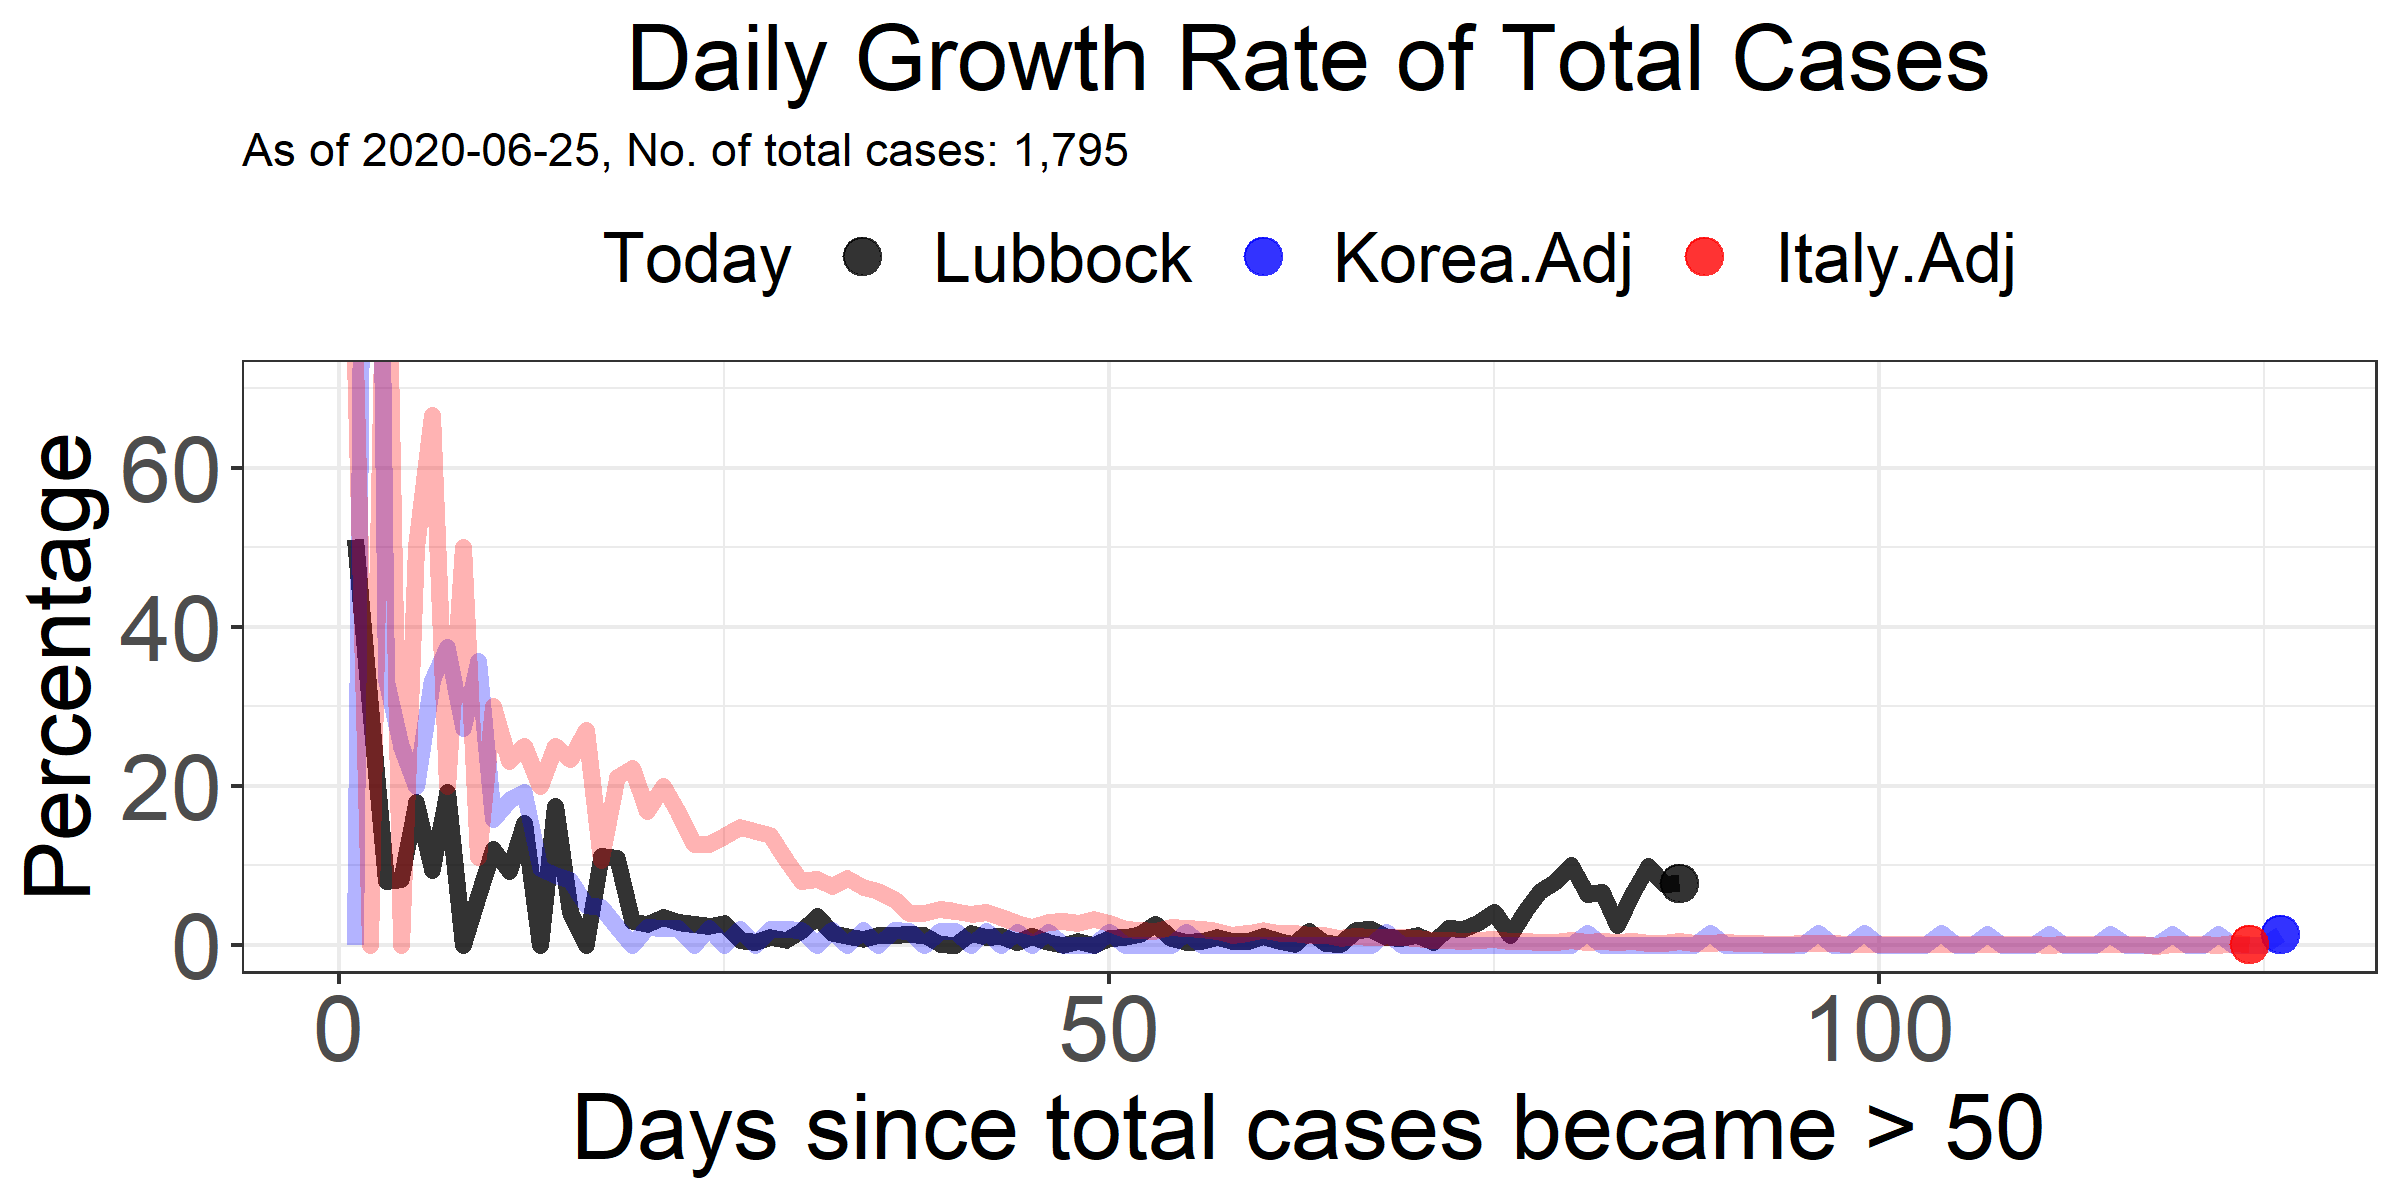 Daily Growth Rate of Total Cases
As of 2020-06-25, No. of total cases: 1,795
Today Lubbock Korea.Adj Italy.Adj
Percentage
60
40
20
0
0 50 100
Days since total cases became > 50